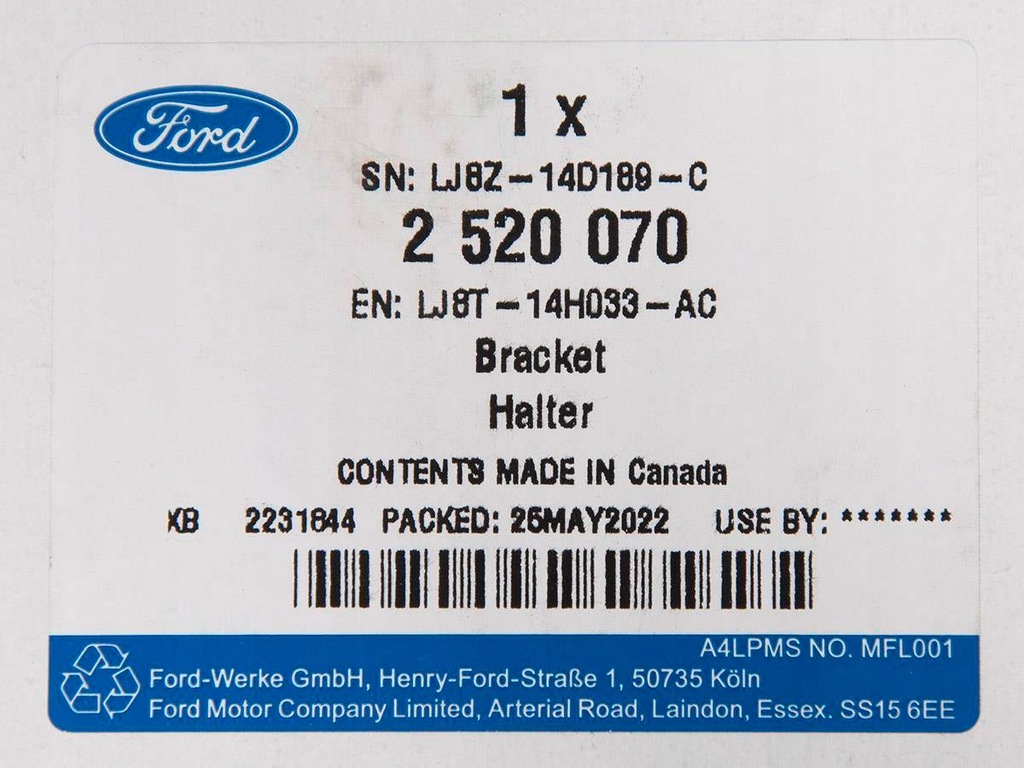 Ford
1 x
SN: LJ8Z-14D189-C
2 520 070
EN: LJ8T-14H033-AC
Bracket
Halter
CONTENTS MADE IN Canada
XB 2231844 PACKED: 25MAY2022 USE BY: *******
A4LPMS NO. MFL001
Ford-Werke GmbH, Henry-Ford-Straße 1, 50735 Köln
Ford Motor Company Limited, Arterial Road, Laindon, Essex. SS15 6EE